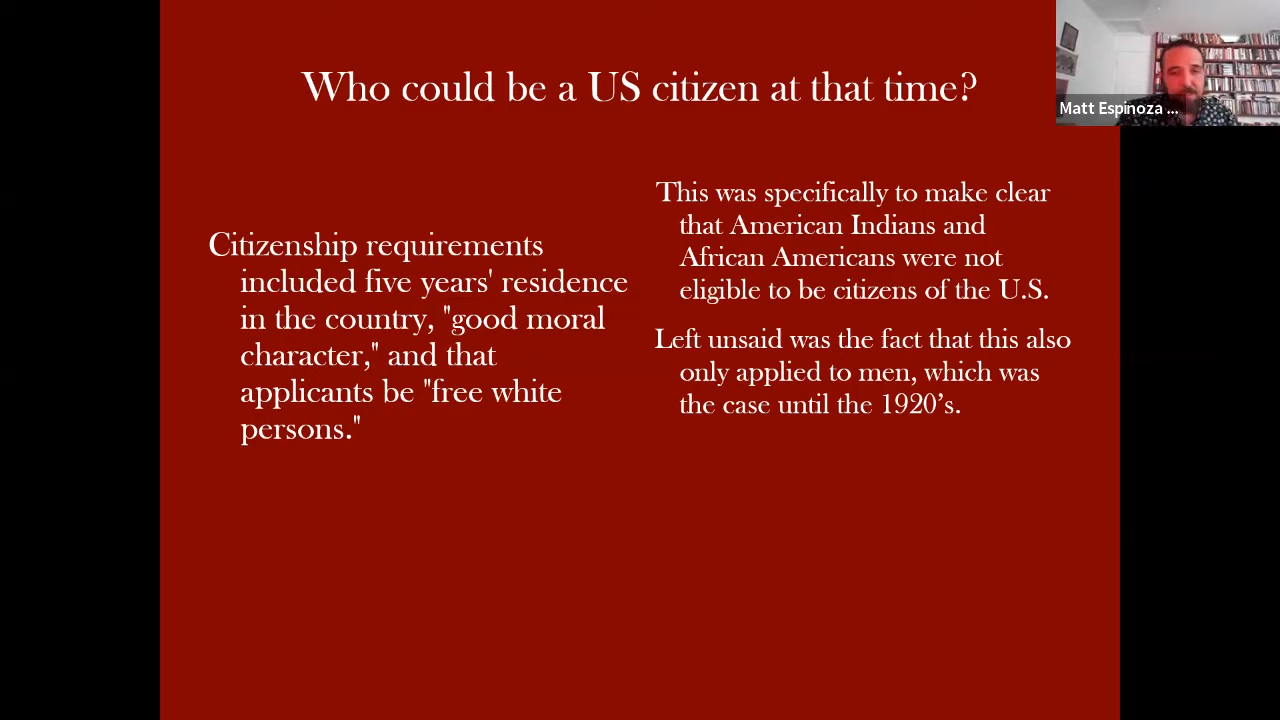 Who could be a US citizen at that time?
Matt Espinoza ...
Citizenship requirements
included five years' residence
in the country, "good moral
character," and that
applicants be "free white
persons."
This was specifically to make clear
that American Indians and
African Americans were not
eligible to be citizens of the U.S.
Left unsaid was the fact that this also
only applied to men, which was
the case until the 1920’s.